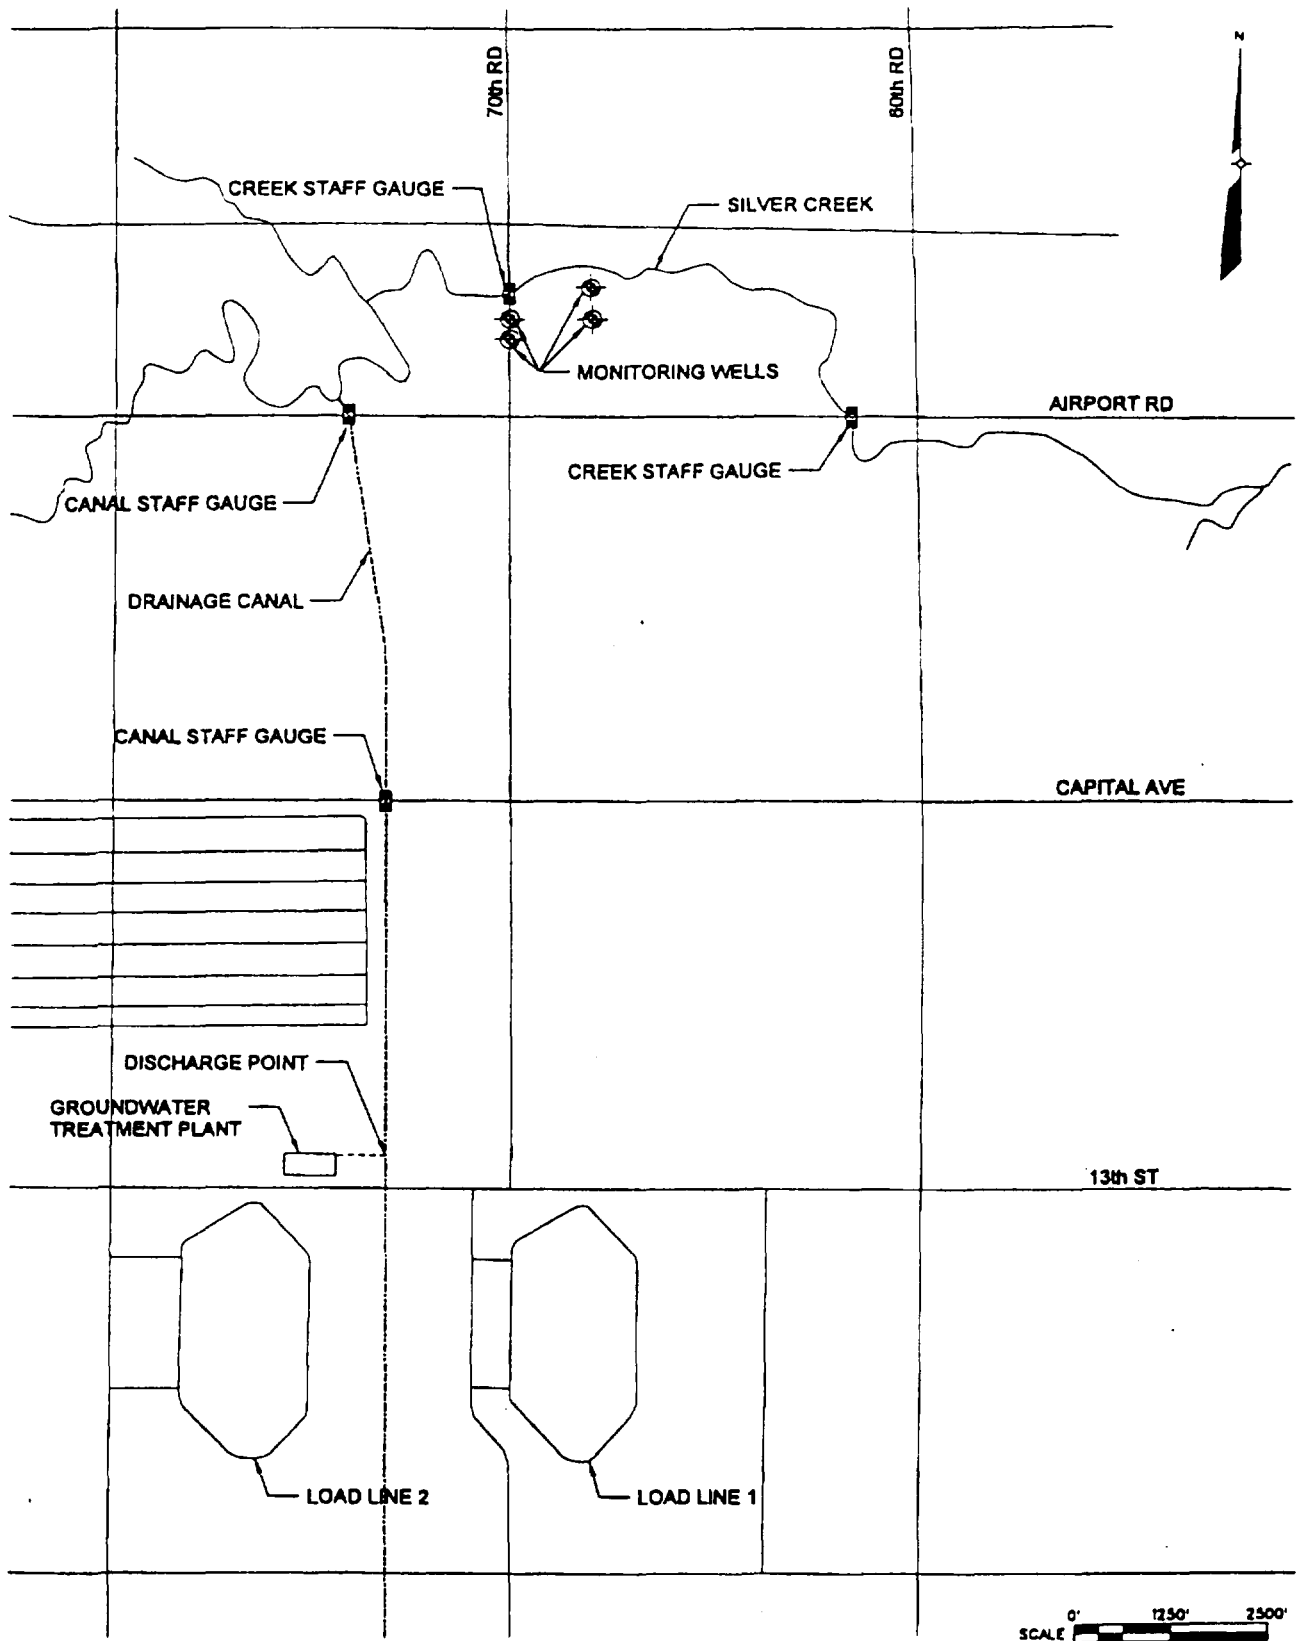 N
70th RD
80th RD
CREEK STAFF GAUGE
SILVER CREEK
MONITORING WELLS
AIRPORT RD
CREEK STAFF GAUGE
CANAL STAFF GAUGE
DRAINAGE CANAL
CANAL STAFF GAUGE
CAPITAL AVE
DISCHARGE POINT
GROUNDWATER
TREATMENT PLANT
13th ST
LOAD LINE 2
LOAD LINE 1
0' 1250' 2500'
SCALE